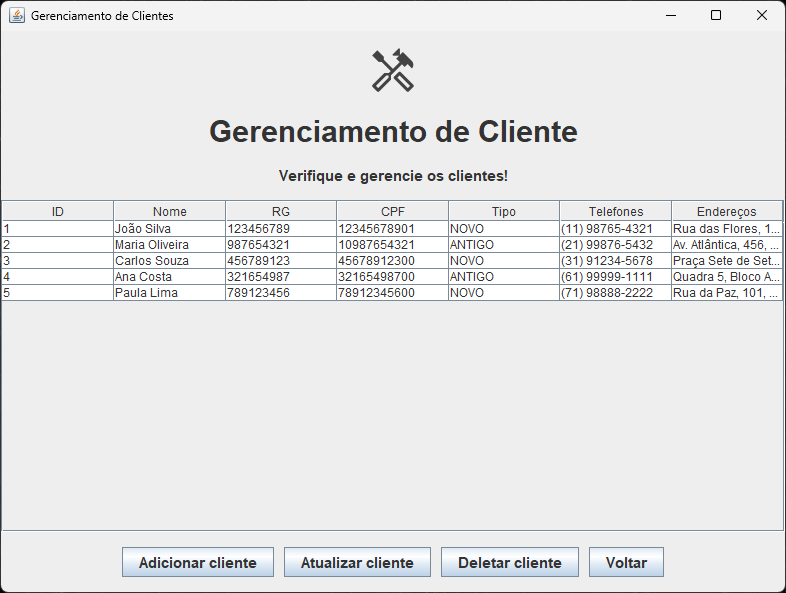 Gerenciamento de Clientes
Gerenciamento de Cliente
Verifique e gerencie os clientes!
ID Nome RG CPF Tipo Telefones Endereços
1 João Silva 123456789 12345678901 NOVO (11) 98765-4321 Rua das Flores, 1...
2 Maria Oliveira 987654321 10987654321 ANTIGO (21) 99876-5432 Av. Atlântica, 456, ...
3 Carlos Souza 456789123 45678912300 NOVO (31) 91234-5678 Praça Sete de Set...
4 Ana Costa 321654987 32165498700 ANTIGO (61) 99999-1111 Quadra 5, Bloco A...
5 Paula Lima 789123456 78912345600 NOVO (71) 98888-2222 Rua da Paz, 101, ...
Adicionar cliente Atualizar cliente Deletar cliente Voltar